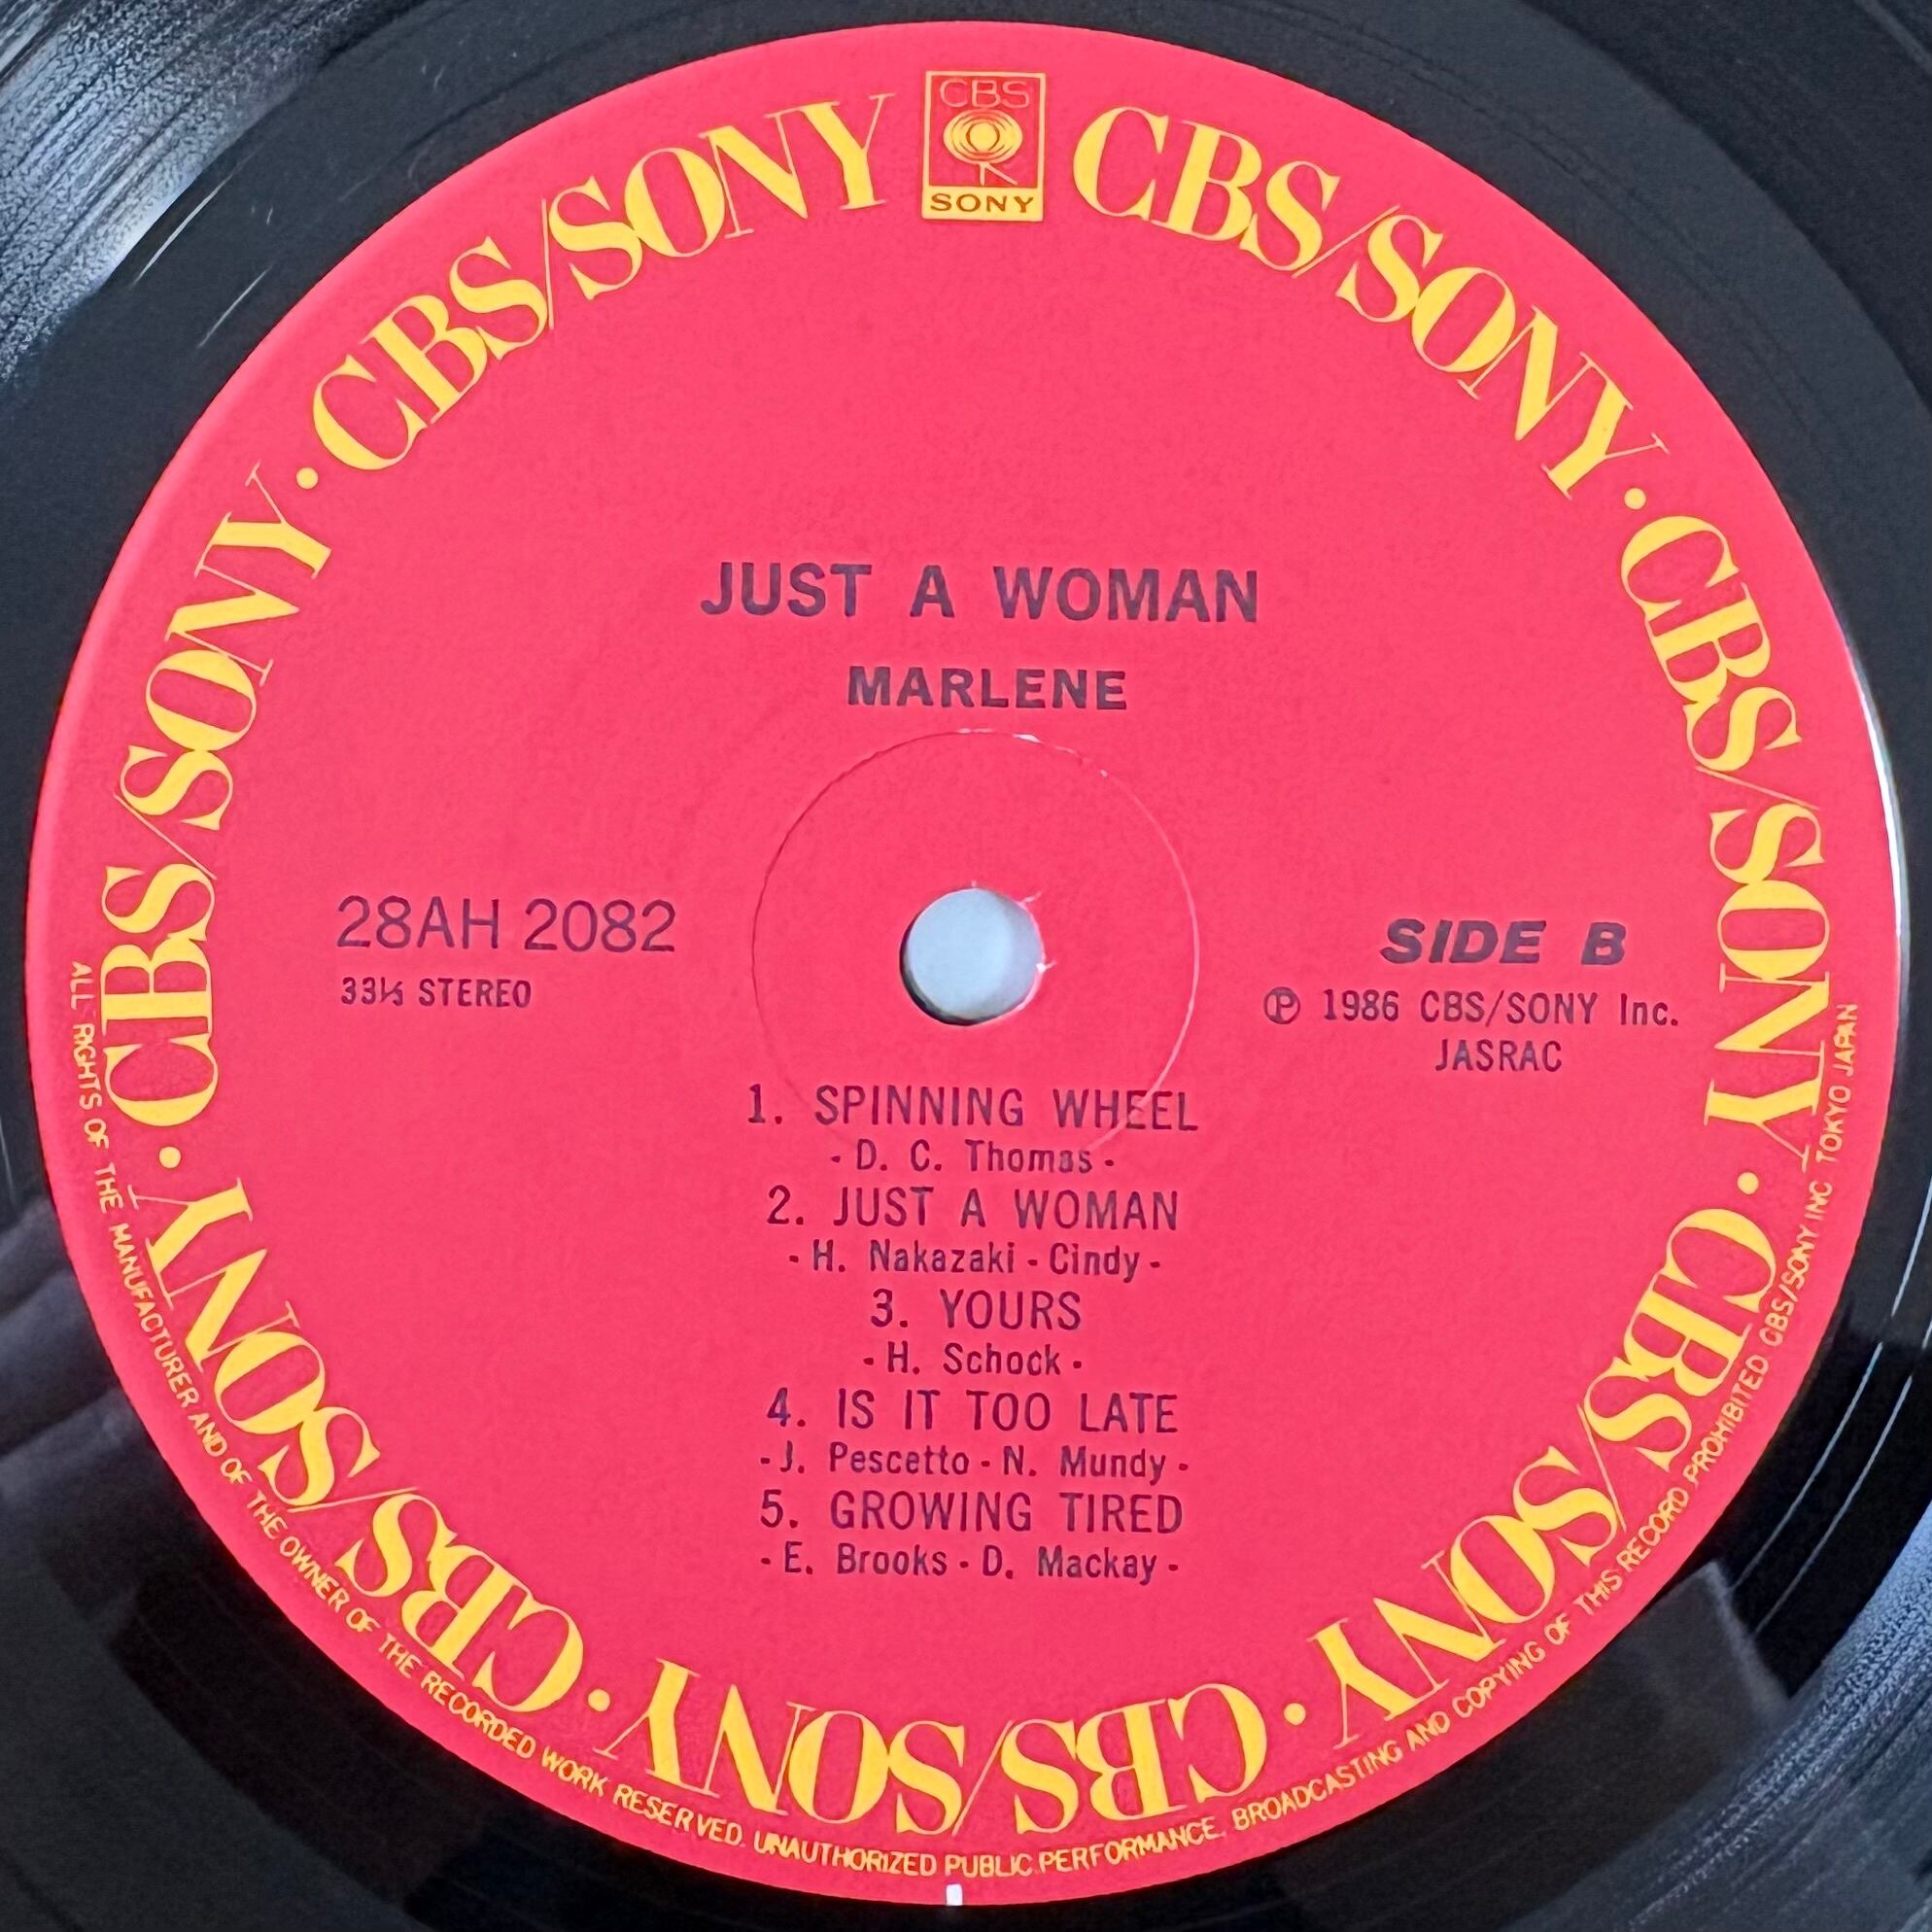 CBS
SONY
CBS/SONY · CBS/SONY · CBS/SONY · CBS/SONY · CBS/SONY · CBS/SONY · CBS/SONY
JUST A WOMAN
MARLENE
28AH 2082
33⅓ STEREO
SIDE B
Ⓟ 1986 CBS/SONY Inc.
JASRAC
1. SPINNING WHEEL
- D. C. Thomas -
2. JUST A WOMAN
- H. Nakazaki - Cindy -
3. YOURS
- H. Schock -
4. IS IT TOO LATE
- J. Pescetto - N. Mundy -
5. GROWING TIRED
- E. Brooks - D. Mackay -
ALL RIGHTS OF THE MANUFACTURER AND OF THE OWNER OF THE RECORDED WORK RESERVED. UNAUTHORIZED PUBLIC PERFORMANCE, BROADCASTING AND COPYING OF THIS RECORD PROHIBITED CBS/SONY INC TOKYO JAPAN